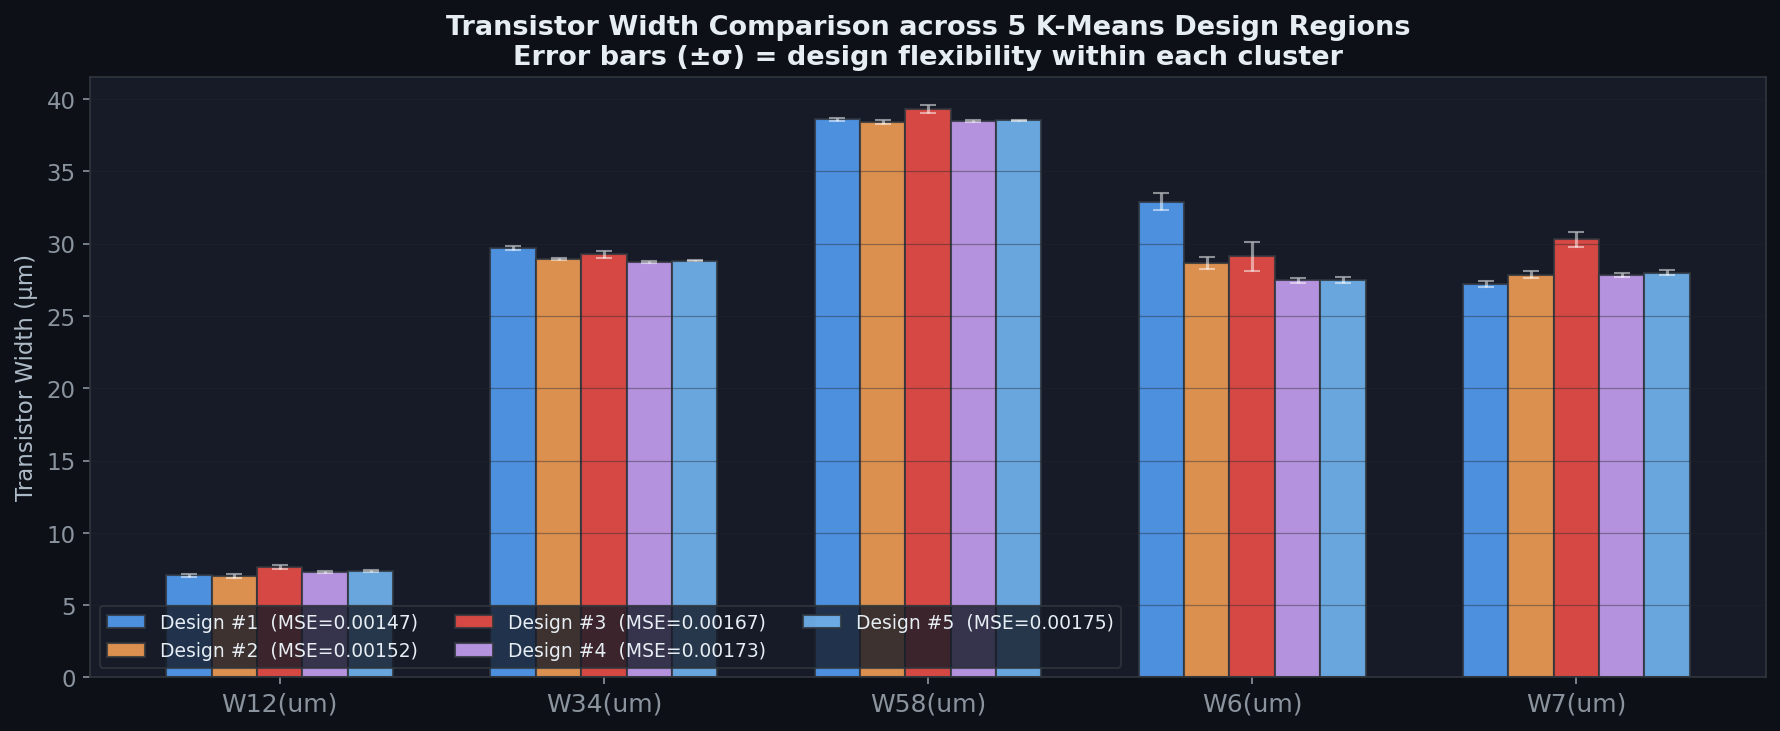 Transistor Width Comparison across 5 K-Means Design Regions
Error bars (±σ) = design flexibility within each cluster
Transistor Width (μm)
40
35
30
25
20
15
10
5
0
Design #1 (MSE=0.00147)
Design #2 (MSE=0.00152)
Design #3 (MSE=0.00167)
Design #4 (MSE=0.00173)
Design #5 (MSE=0.00175)
W12(um)
W34(um)
W58(um)
W6(um)
W7(um)